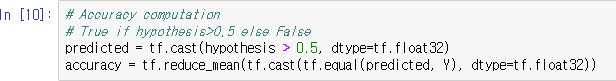 In [10]:
# Accuracy computation
# True if hypothesis>0.5 else False
predicted = tf.cast(hypothesis > 0.5, dtype=tf.float32)
accuracy = tf.reduce_mean(tf.cast(tf.equal(predicted, Y), dtype=tf.float32))